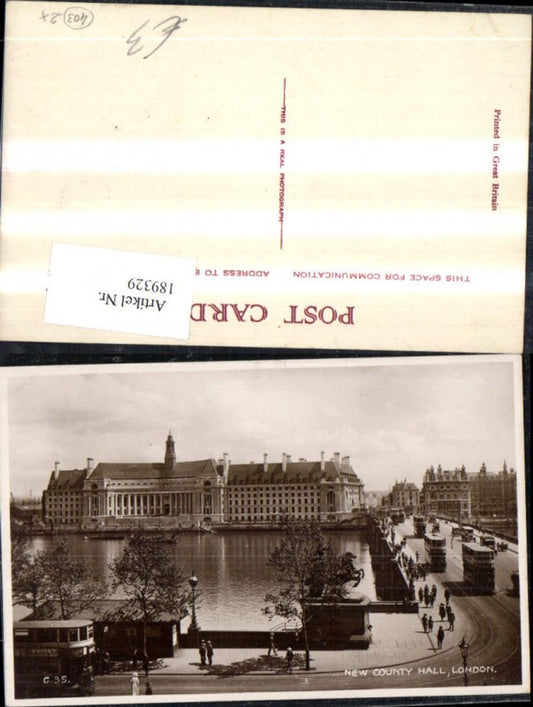 403 2x
£3
THIS IS A REAL PHOTOGRAPH
Printed in Great Britain
THIS SPACE FOR COMMUNICATION
ADDRESS TO
Artikel Nr.
189329
POST CARD
NEW COUNTY HALL, LONDON.
G.35.